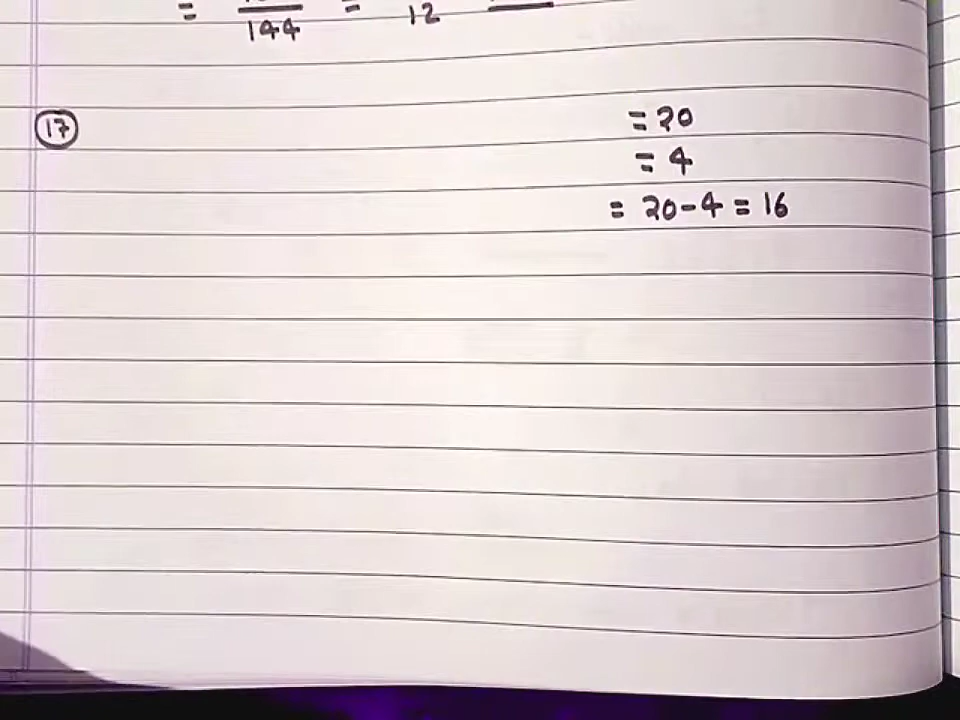 = 144 = 12
17 = 20
= 4
= 20-4 = 16